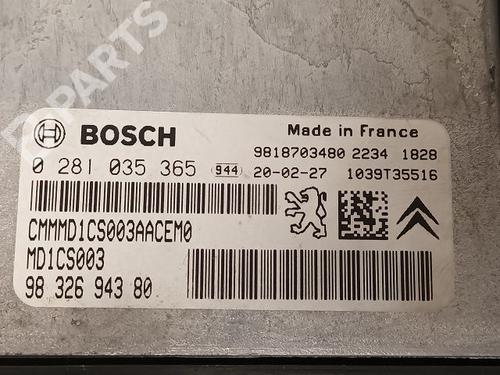 B-PARTS
BOSCH
Made in France
9818703480 2234 1828
0 281 035 365 944 20-02-27 1039T35516
CMMMD1CS003AACEM0
MD1CS003
98 326 943 80